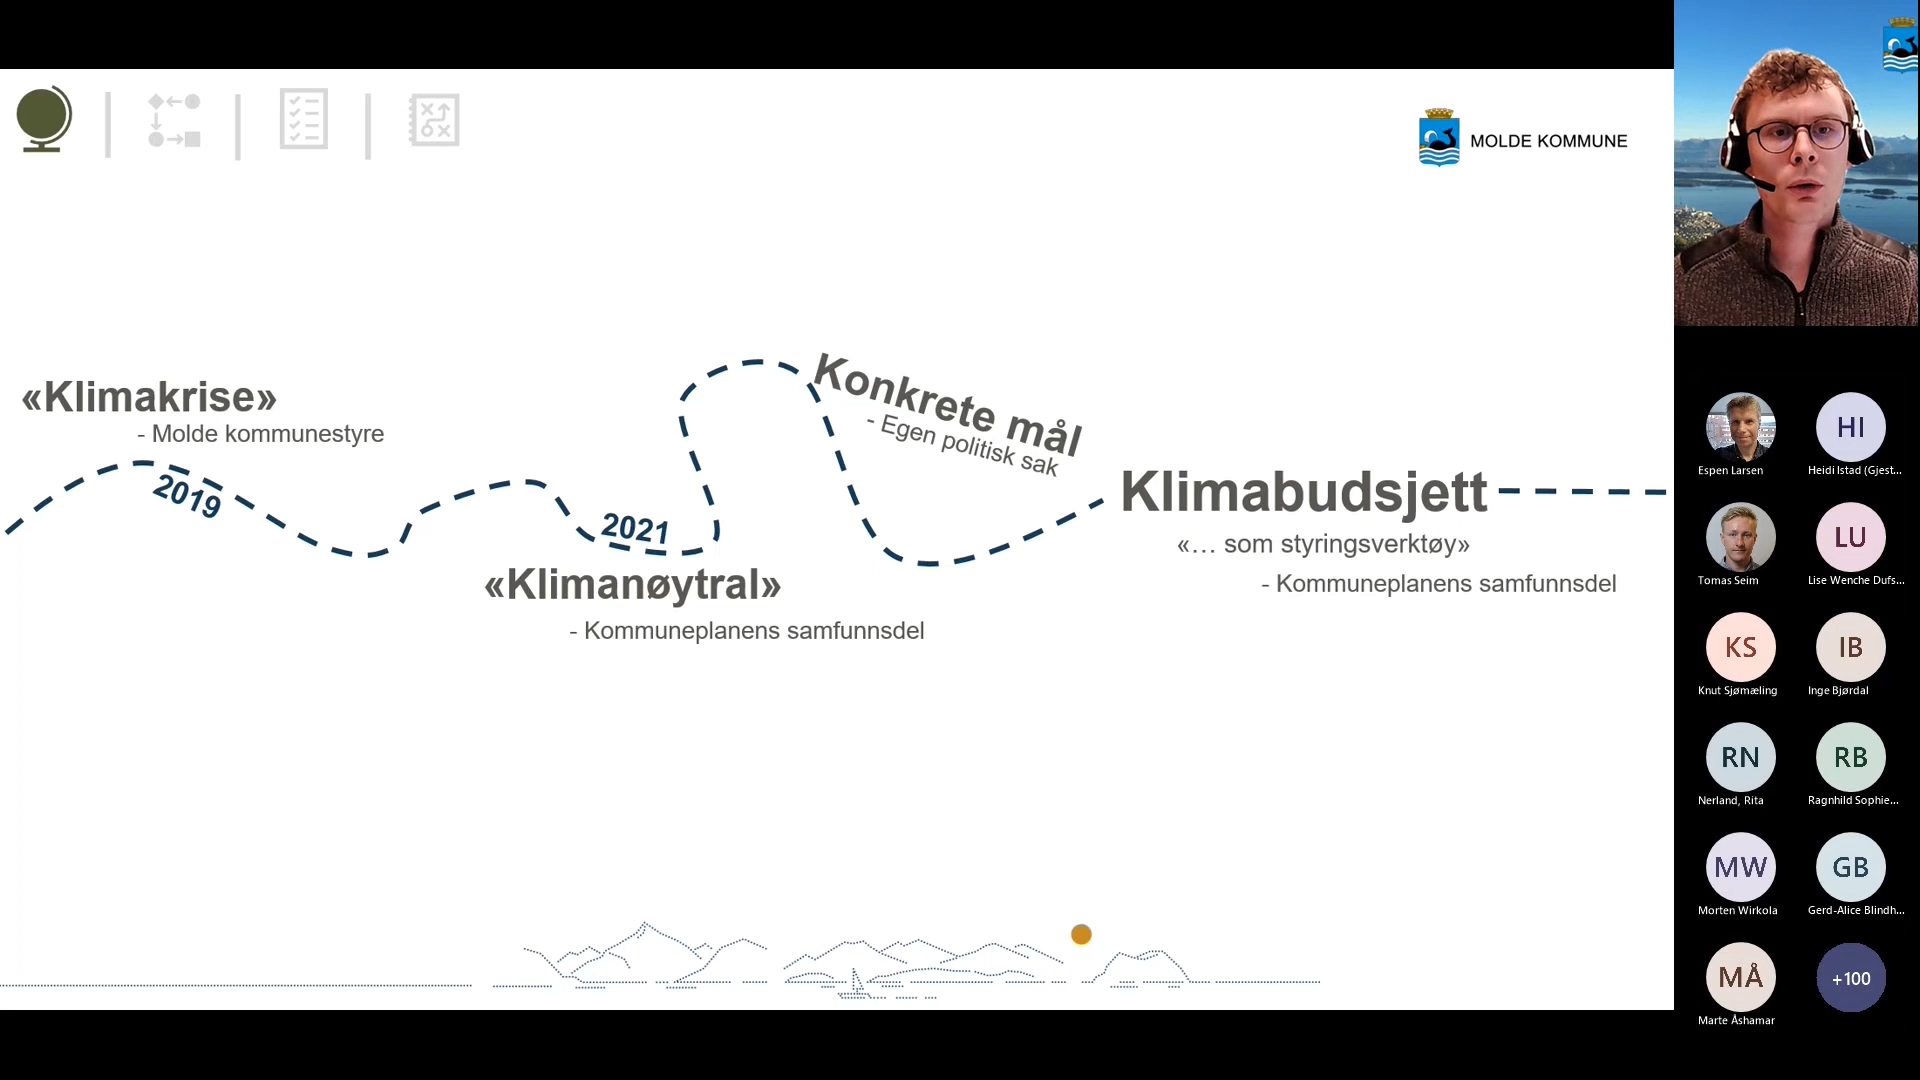 MOLDE KOMMUNE
«Klimakrise»
- Molde kommunestyre
2019
2021
«Klimanøytral»
- Kommuneplanens samfunnsdel
Konkrete mål
- Egen politisk sak
Klimabudsjett
«… som styringsverktøy»
- Kommuneplanens samfunnsdel
Espen Larsen
HI
Heidi Istad (Gjest...
Tomas Seim
LU
Lise Wenche Dufs...
KS
Knut Sjømæling
IB
Inge Bjørdal
RN
Nerland, Rita
RB
Ragnhild Sophie...
MW
Morten Wirkola
GB
Gerd-Alice Blindh...
MÅ
Marte Åshamar
+100